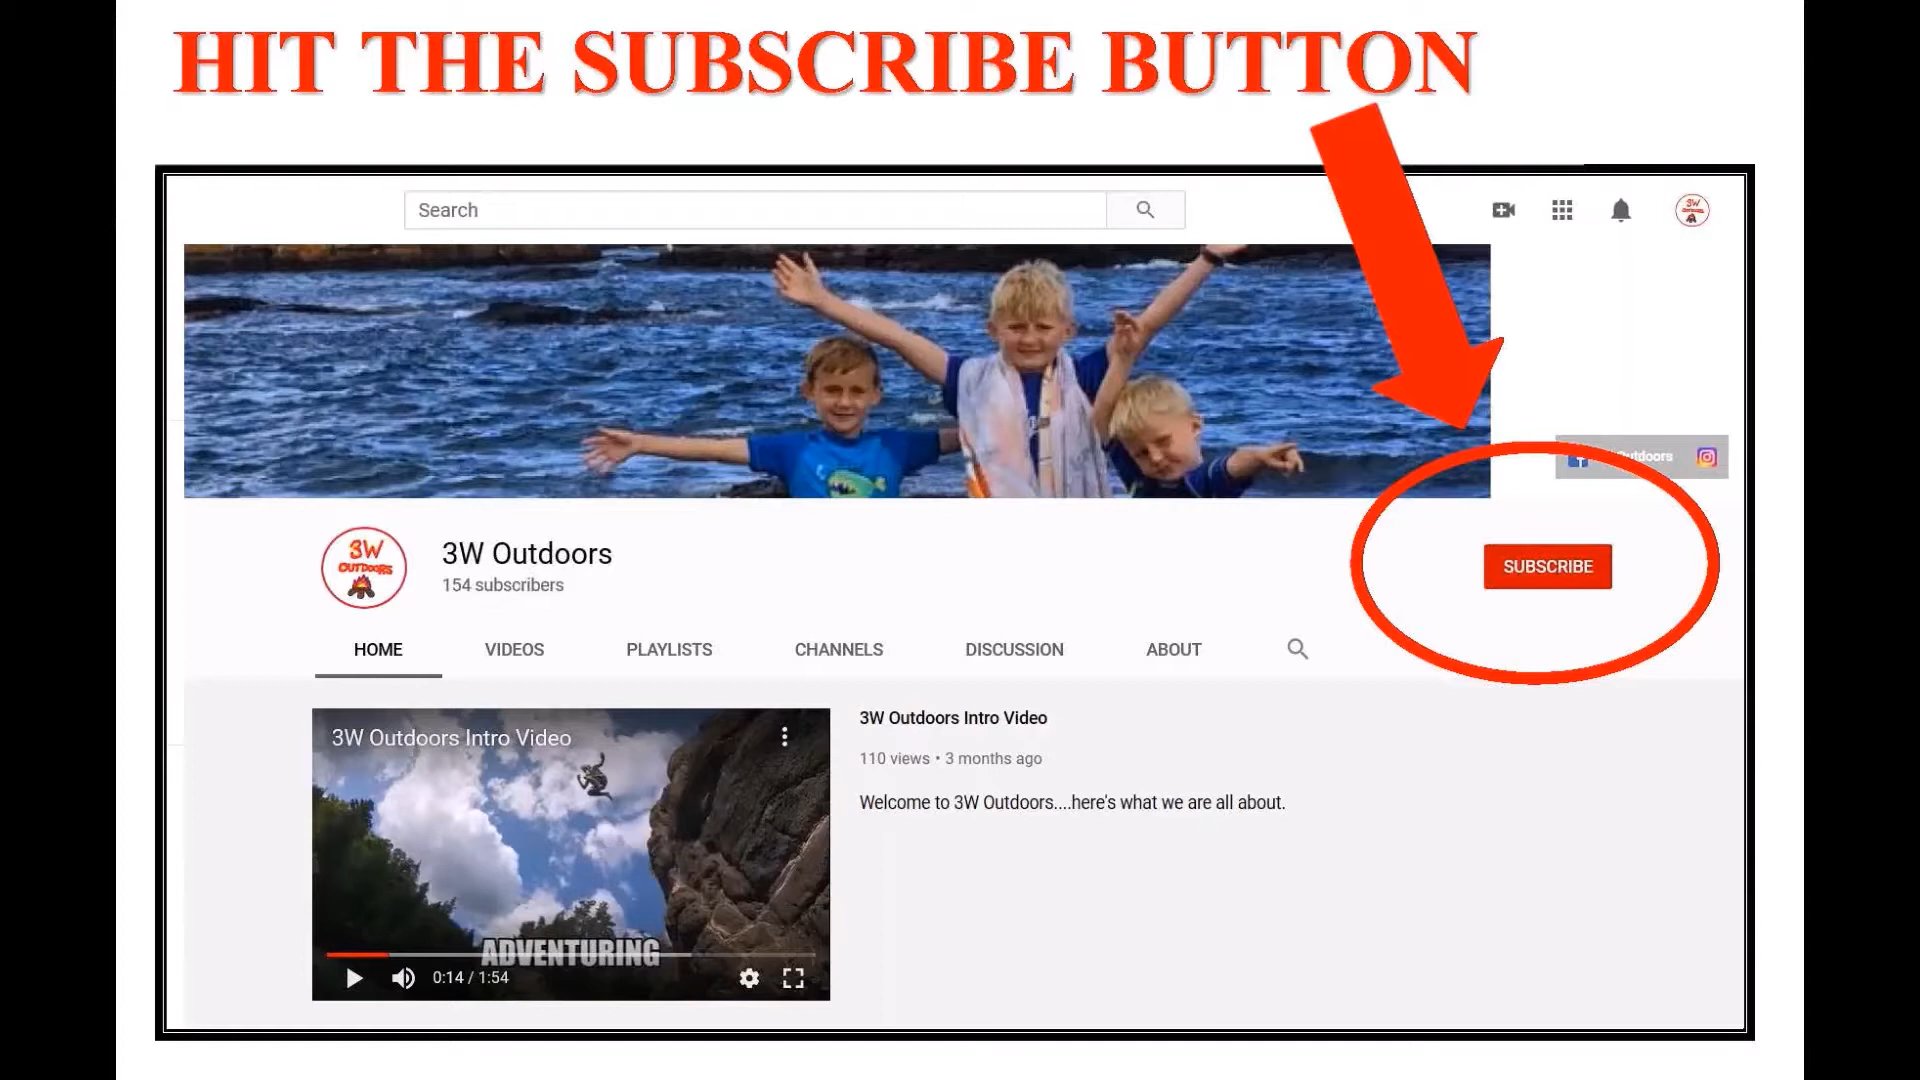 HIT THE SUBSCRIBE BUTTON
Search
3W
OUTDOORS
3W Outdoors
154 subscribers
SUBSCRIBE
HOME VIDEOS PLAYLISTS CHANNELS DISCUSSION ABOUT
3W Outdoors Intro Video
ADVENTURING
0:14 / 1:54
3W Outdoors Intro Video
110 views • 3 months ago
Welcome to 3W Outdoors....here's what we are all about.